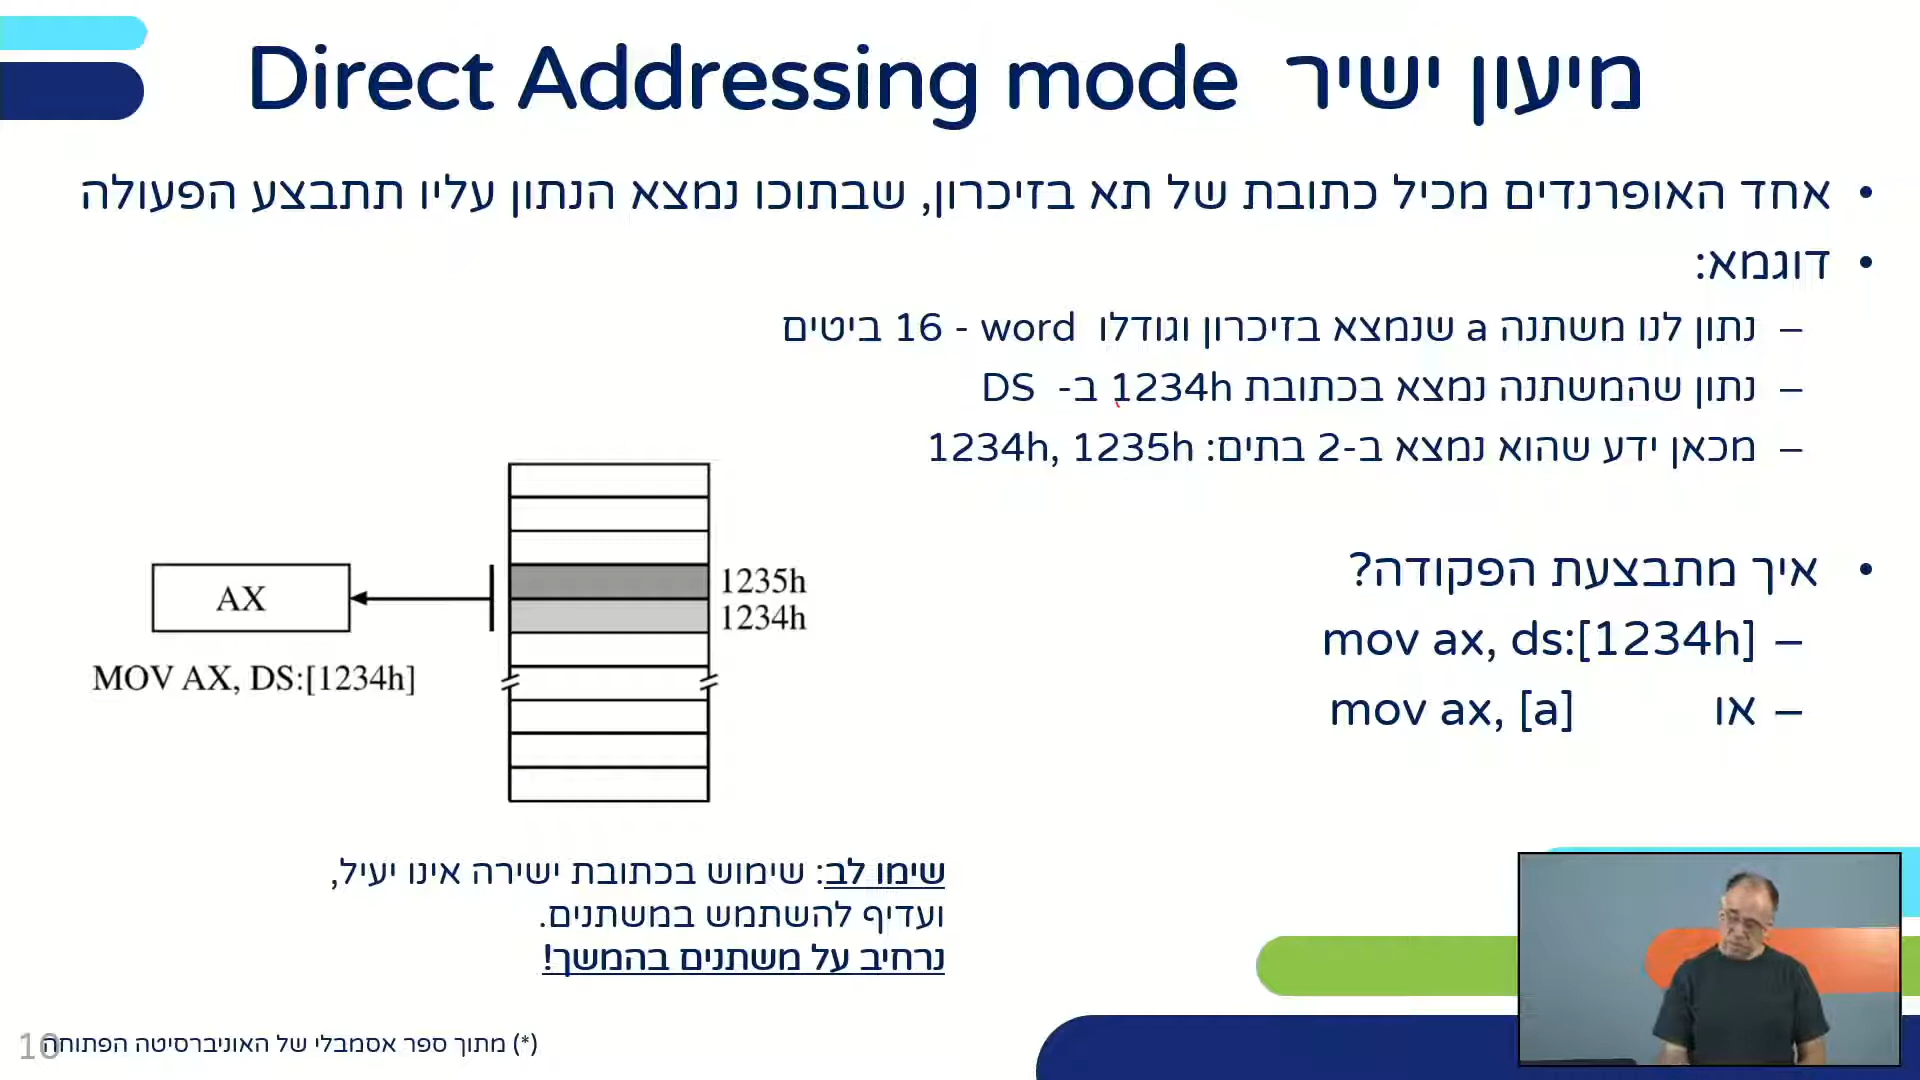 מיעון ישיר Direct Addressing mode
• אחד האופרנדים מכיל כתובת של תא בזיכרון, שבתוכו נמצא הנתון עליו תתבצע הפעולה
• דוגמא:
– נתון לנו משתנה a שנמצא בזיכרון וגודלו word - 16 ביטים
– נתון שהמשתנה נמצא בכתובת 1234h ב- DS
– מכאן ידע שהוא נמצא ב-2 בתים: 1234h, 1235h
• איך מתבצעת הפקודה?
– mov ax, ds:[1234h]
– או mov ax, [a]
1235h
AX
1234h
MOV AX, DS:[1234h]
שימו לב: שימוש בכתובת ישירה אינו יעיל,
ועדיף להשתמש במשתנים.
נרחיב על משתנים בהמשך!
(*) מתוך ספר אסמבלי של האוניברסיטה הפתוחה